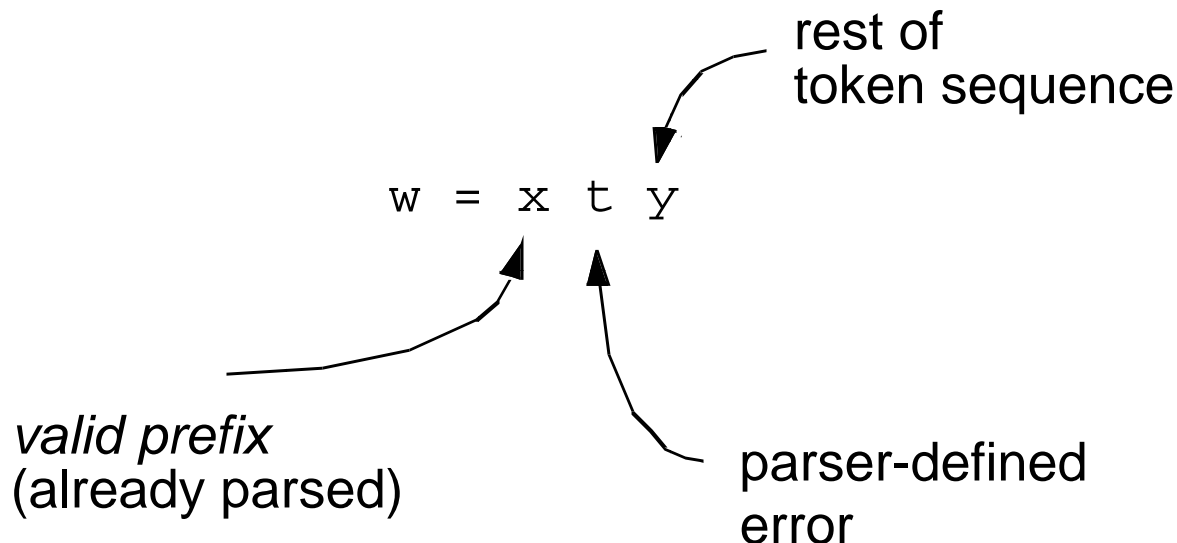 rest of
token sequence
w = x t y
valid prefix
(already parsed)
parser-defined
error